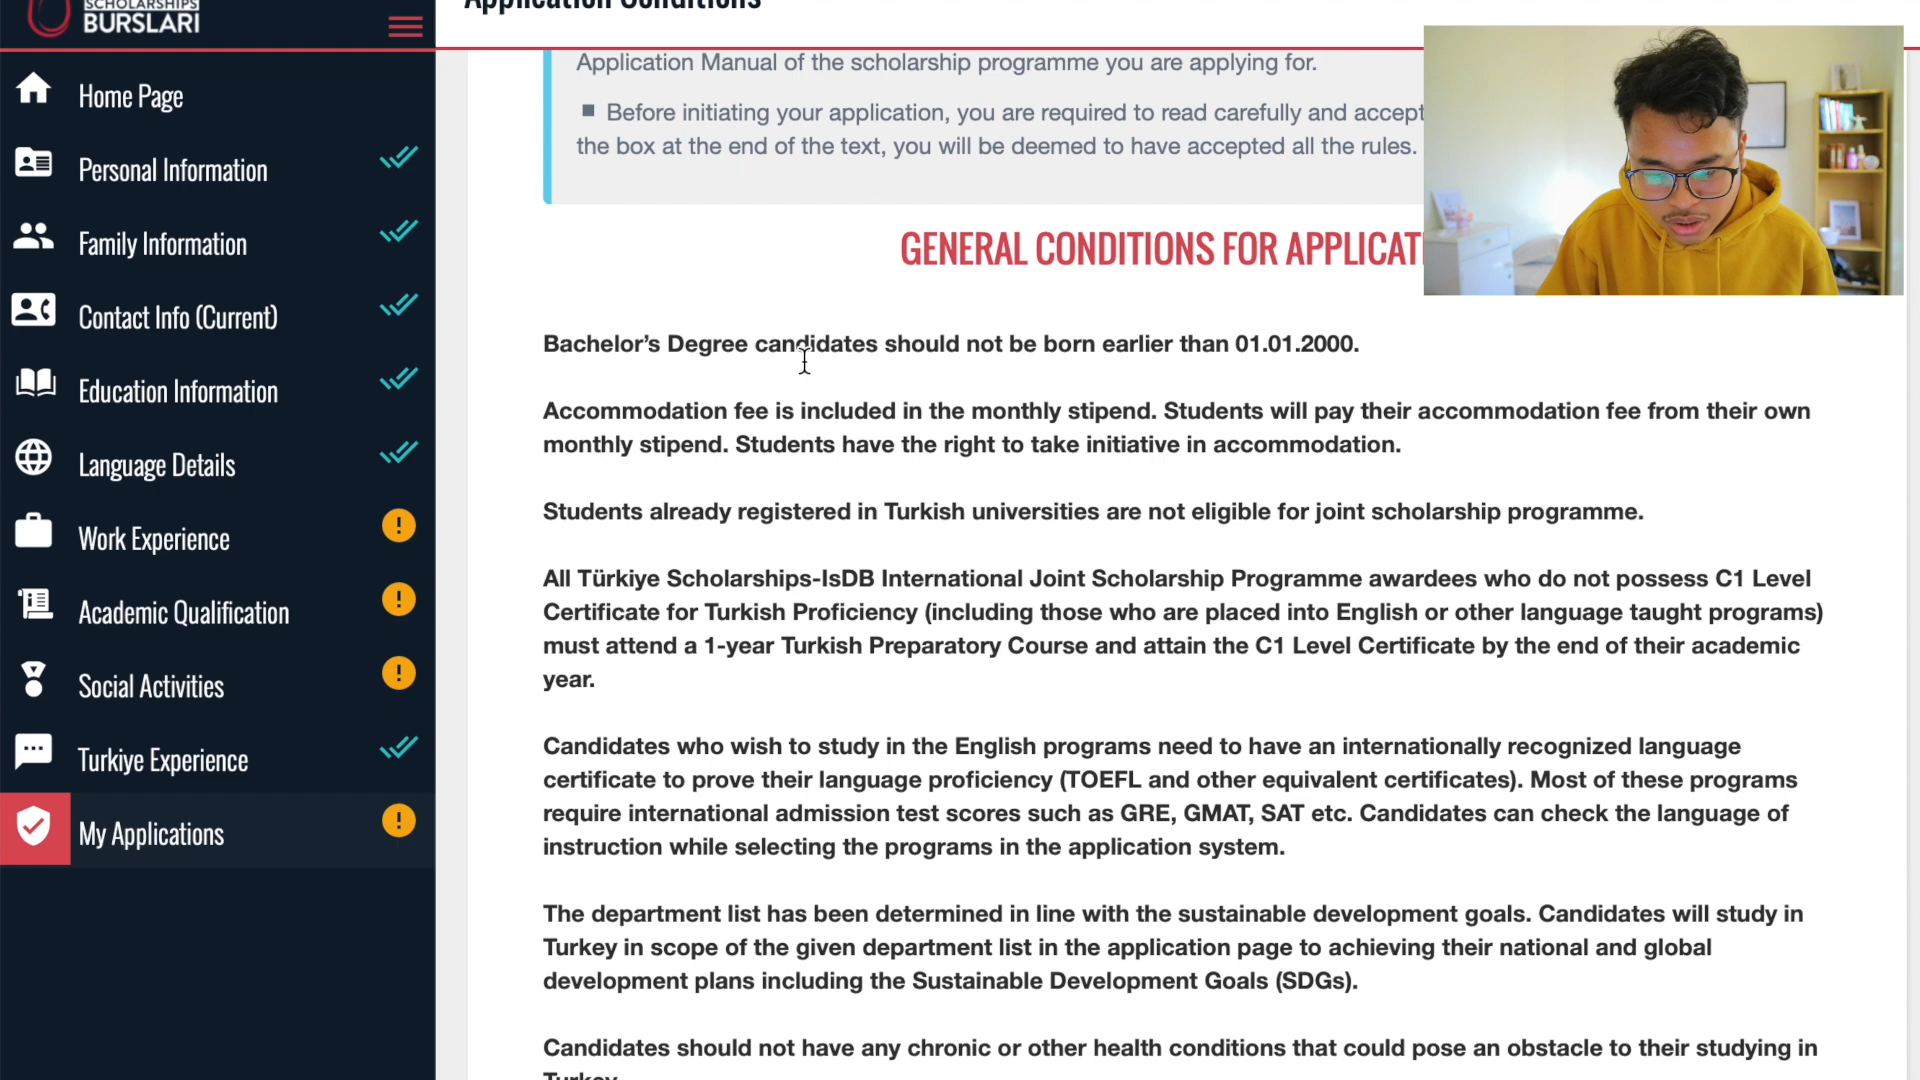 SCHOLARSHIPS
BURSLARI
Home Page
Personal Information
Family Information
Contact Info (Current)
Education Information
Language Details
Work Experience
Academic Qualification
Social Activities
Turkiye Experience
My Applications
Application Conditions
Application Manual of the scholarship programme you are applying for.
■ Before initiating your application, you are required to read carefully and accept
the box at the end of the text, you will be deemed to have accepted all the rules.
GENERAL CONDITIONS FOR APPLICATI
Bachelor’s Degree candidates should not be born earlier than 01.01.2000.
Accommodation fee is included in the monthly stipend. Students will pay their accommodation fee from their own
monthly stipend. Students have the right to take initiative in accommodation.
Students already registered in Turkish universities are not eligible for joint scholarship programme.
All Türkiye Scholarships-IsDB International Joint Scholarship Programme awardees who do not possess C1 Level
Certificate for Turkish Proficiency (including those who are placed into English or other language taught programs)
must attend a 1-year Turkish Preparatory Course and attain the C1 Level Certificate by the end of their academic
year.
Candidates who wish to study in the English programs need to have an internationally recognized language
certificate to prove their language proficiency (TOEFL and other equivalent certificates). Most of these programs
require international admission test scores such as GRE, GMAT, SAT etc. Candidates can check the language of
instruction while selecting the programs in the application system.
The department list has been determined in line with the sustainable development goals. Candidates will study in
Turkey in scope of the given department list in the application page to achieving their national and global
development plans including the Sustainable Development Goals (SDGs).
Candidates should not have any chronic or other health conditions that could pose an obstacle to their studying in
Turkey.